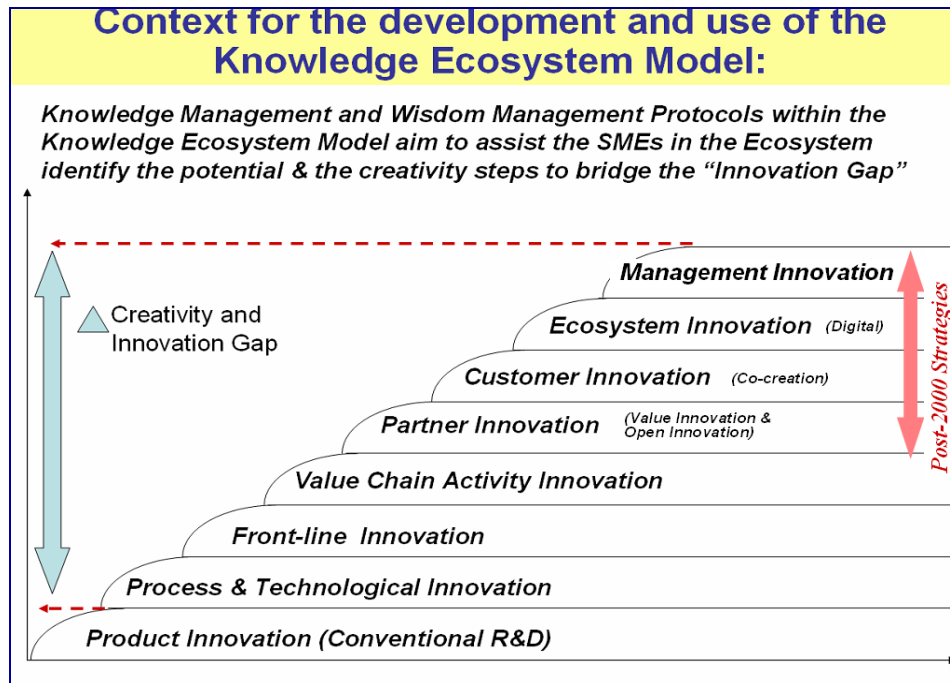 Context for the development and use of the
Knowledge Ecosystem Model:
Knowledge Management and Wisdom Management Protocols within the
Knowledge Ecosystem Model aim to assist the SMEs in the Ecosystem
identify the potential & the creativity steps to bridge the “Innovation Gap”
Management Innovation
Ecosystem Innovation (Digital)
Customer Innovation (Co-creation)
Partner Innovation (Value Innovation &
Open Innovation)
Value Chain Activity Innovation
Front-line Innovation
Process & Technological Innovation
Product Innovation (Conventional R&D)
Creativity and
Innovation Gap
Post-2000 Strategies